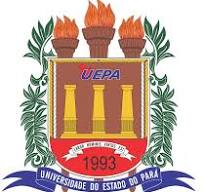 UEPA
1993
UNIVERSIDADE DO ESTADO DO PARÁ